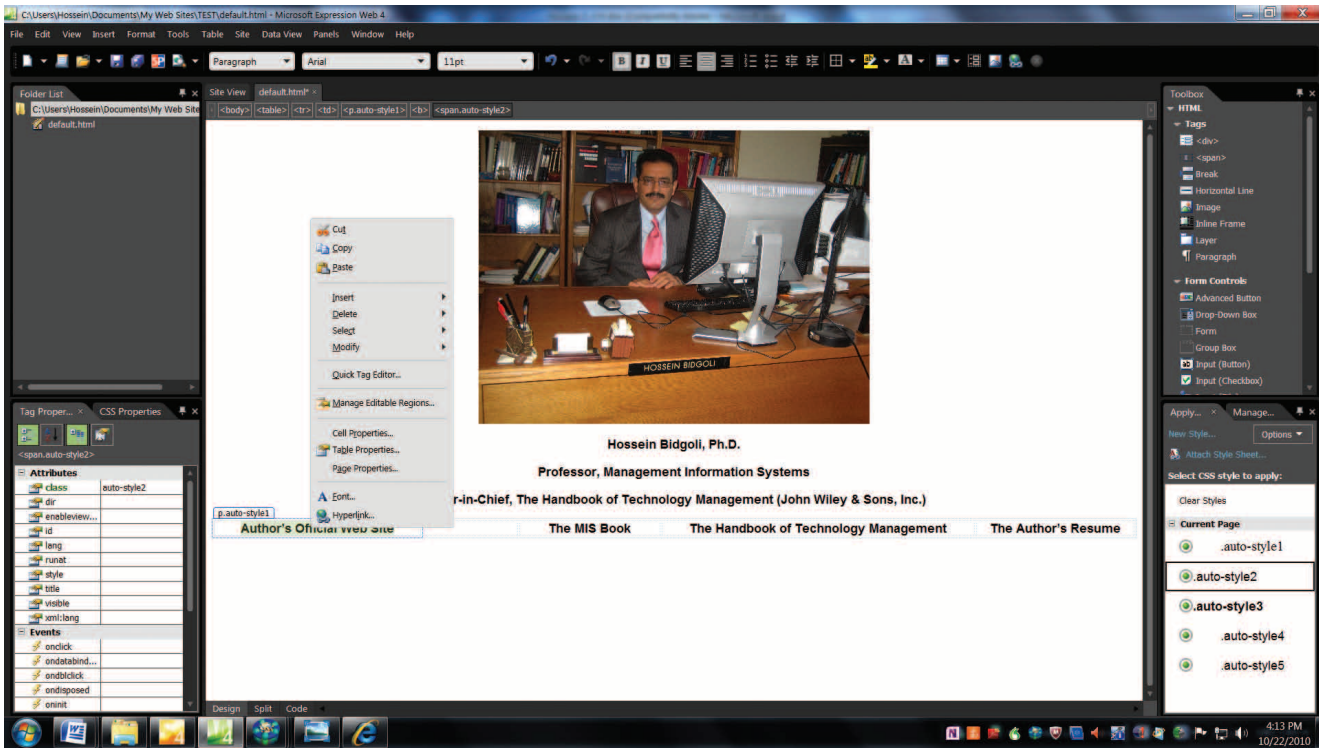 C:\Users\Hossein\Documents\My Web Sites\TEST\default.html - Microsoft Expression Web 4
File Edit View Insert Format Tools Table Site Data View Panels Window Help
Paragraph Arial 11pt
Folder List
C:\Users\Hossein\Documents\My Web Site
default.html
Site View default.html*
<body> <table> <tr> <td> <p.auto-style1> <b> <span.auto-style2>
HOSSEIN BIDGOLI
Cut
Copy
Paste
Insert
Delete
Select
Modify
Quick Tag Editor...
Manage Editable Regions...
Cell Properties...
Table Properties...
Page Properties...
Font...
Hyperlink...
Hossein Bidgoli, Ph.D.
Professor, Management Information Systems
r-in-Chief, The Handbook of Technology Management (John Wiley & Sons, Inc.)
p.auto-style1
Author's Official Web Site The MIS Book The Handbook of Technology Management The Author's Resume
Tag Proper... CSS Properties
<span.auto-style2>
Attributes
class auto-style2
dir
enableview...
id
lang
runat
style
title
visible
xml:lang
Events
onclick
ondatabind...
ondblclick
ondisposed
oninit
Design Split Code
Toolbox
HTML
Tags
<div>
<span>
Break
Horizontal Line
Image
Inline Frame
Layer
Paragraph
Form Controls
Advanced Button
Drop-Down Box
Form
Group Box
Input (Button)
Input (Checkbox)
Apply... Manage...
New Style... Options
Attach Style Sheet...
Select CSS style to apply:
Clear Styles
Current Page
.auto-style1
.auto-style2
.auto-style3
.auto-style4
.auto-style5
4:13 PM
10/22/2010